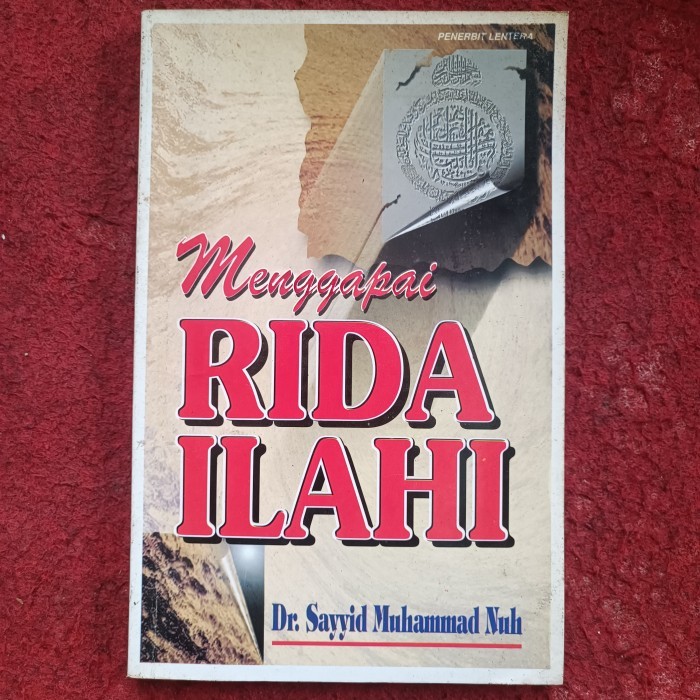 PENERBIT LENTERA
Menggapai
RIDA
ILAHI
Dr. Sayyid Muhammad Nuh